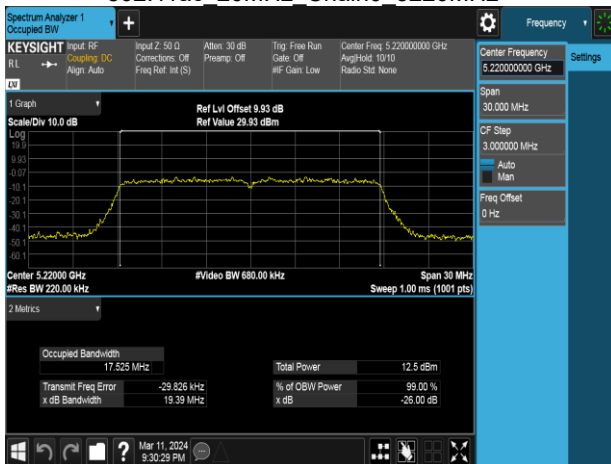 Spectrum Analyzer 1
Occupied BW
Frequency
KEYSIGHT
RL
LXI
Input: RF
Coupling: DC
Align: Auto
Input Z: 50 Ω
Corrections: Off
Freq Ref: Int (S)
Atten: 30 dB
Preamp: Off
Trig: Free Run
Gate: Off
#IF Gain: Low
Center Freq: 5.220000000 GHz
Avg|Hold: 10/10
Radio Std: None
Center Frequency
5.220000000 GHz
Settings
Span
30.000 MHz
CF Step
3.000000 MHz
Auto
Man
Freq Offset
0 Hz
1 Graph
Scale/Div 10.0 dB
Ref Lvl Offset 9.93 dB
Ref Value 29.93 dBm
Log
19.9
9.93
-0.07
-10.1
-20.1
-30.1
-40.1
-50.1
-60.1
Center 5.22000 GHz
#Video BW 680.00 kHz
Span 30 MHz
#Res BW 220.00 kHz
Sweep 1.00 ms (1001 pts)
2 Metrics
Occupied Bandwidth
17.525 MHz
Total Power 12.5 dBm
Transmit Freq Error -29.826 kHz
% of OBW Power 99.00 %
x dB Bandwidth 19.39 MHz
x dB -26.00 dB
?
Mar 11, 2024
9:30:29 PM